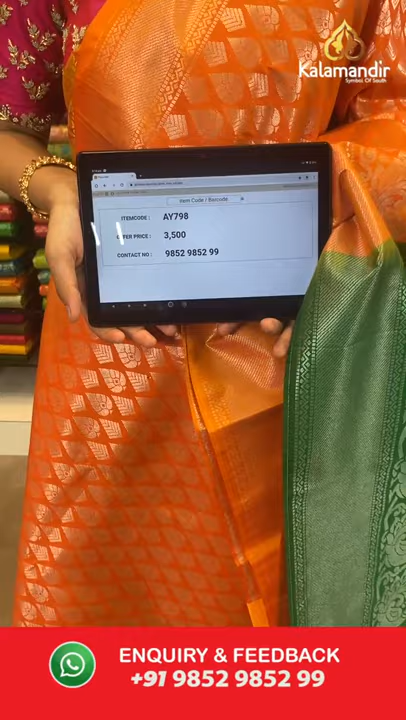 Kalamandir
Symbol Of South
Item Code / Barcode
ITEMCODE : AY798
OFFER PRICE : 3,500
CONTACT NO : 9852 9852 99
ENQUIRY & FEEDBACK
+91 9852 9852 99